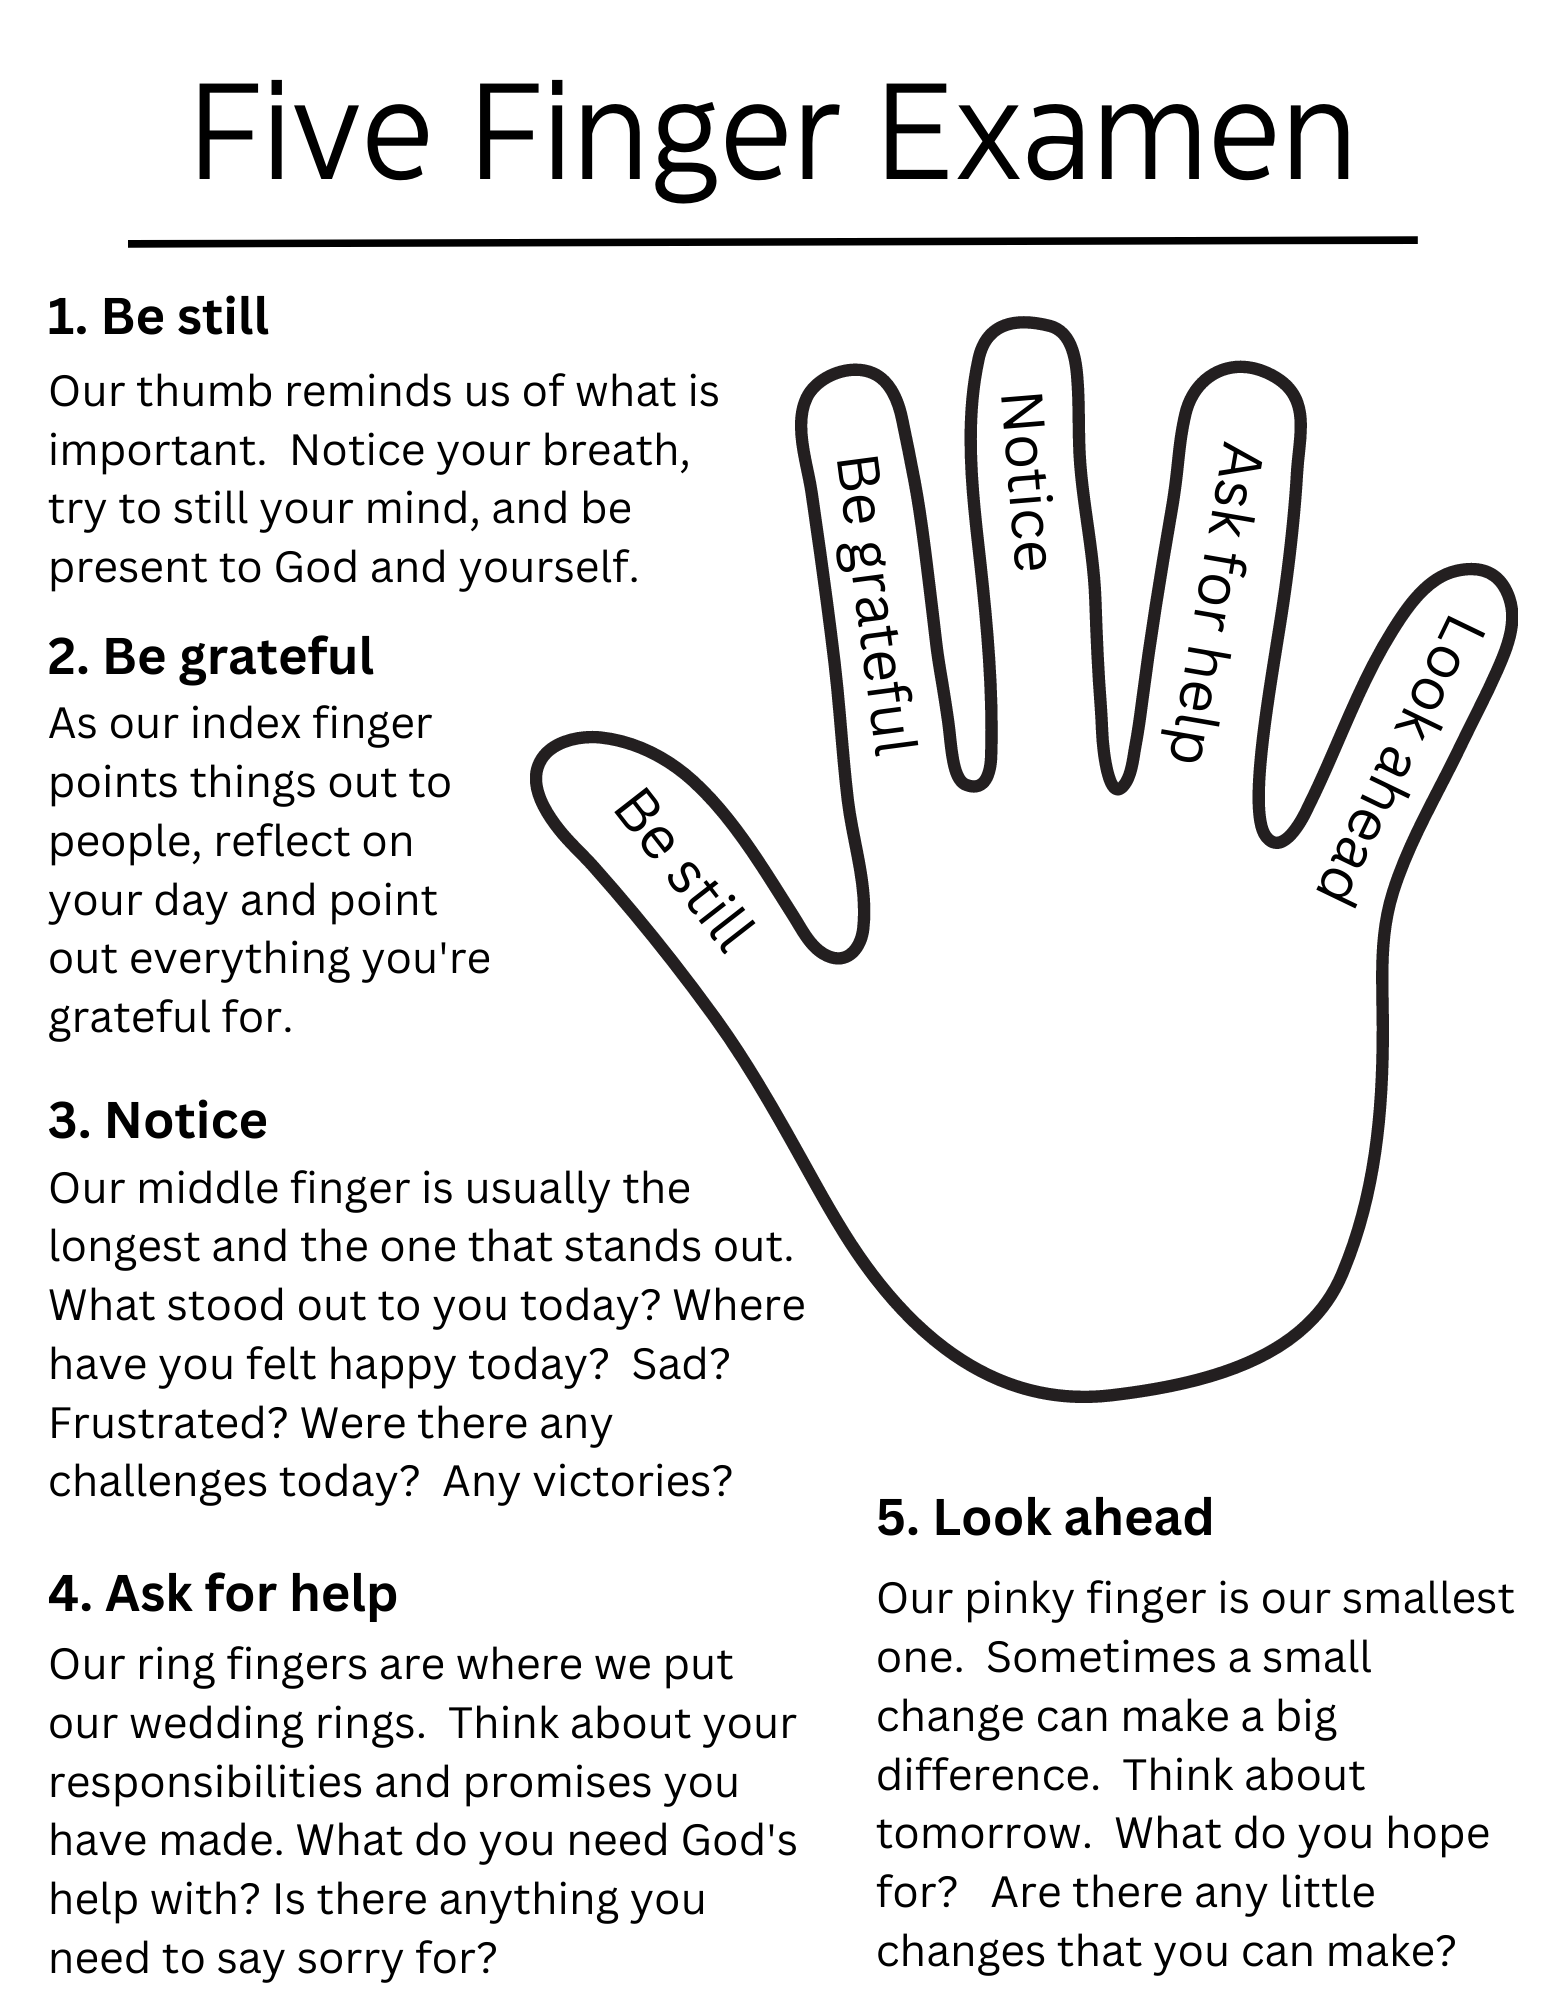 Five Finger Examen
1. Be still
Our thumb reminds us of what is
important.  Notice your breath,
try to still your mind, and be
present to God and yourself.
2. Be grateful
As our index finger
points things out to
people, reflect on
your day and point
out everything you're
grateful for.
3. Notice
Our middle finger is usually the
longest and the one that stands out.
What stood out to you today? Where
have you felt happy today?  Sad?
Frustrated? Were there any
challenges today?  Any victories?
4. Ask for help
Our ring fingers are where we put
our wedding rings.  Think about your
responsibilities and promises you
have made. What do you need God's
help with? Is there anything you
need to say sorry for?
Be still
Be grateful
Notice
Ask for help
Look ahead
5. Look ahead
Our pinky finger is our smallest
one.  Sometimes a small
change can make a big
difference.  Think about
tomorrow.  What do you hope
for?   Are there any little
changes that you can make?